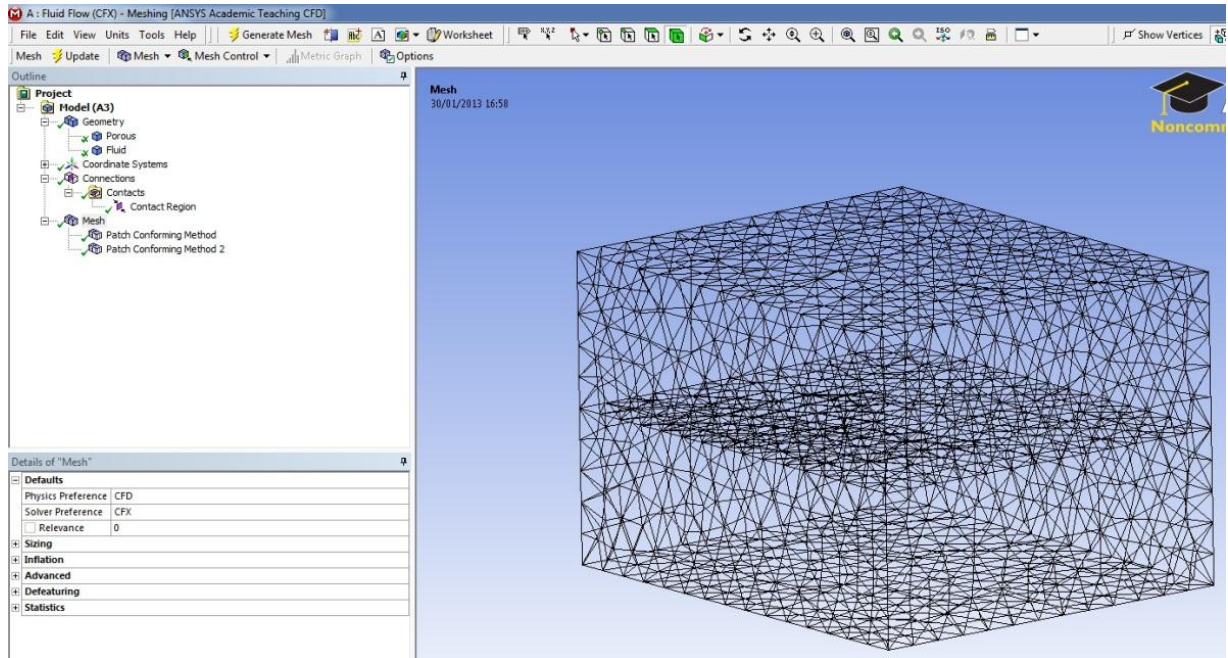 A : Fluid Flow (CFX) - Meshing [ANSYS Academic Teaching CFD]
File Edit View Units Tools Help Generate Mesh A Worksheet ISO Show Vertices
Mesh Update Mesh Mesh Control Metric Graph Options
Outline
Project
Model (A3)
Geometry
Porous
Fluid
Coordinate Systems
Connections
Contacts
Contact Region
Mesh
Patch Conforming Method
Patch Conforming Method 2
Details of "Mesh"
Defaults
Physics Preference CFD
Solver Preference CFX
Relevance 0
Sizing
Inflation
Advanced
Defeaturing
Statistics
Mesh
30/01/2013 16:58
Noncomm